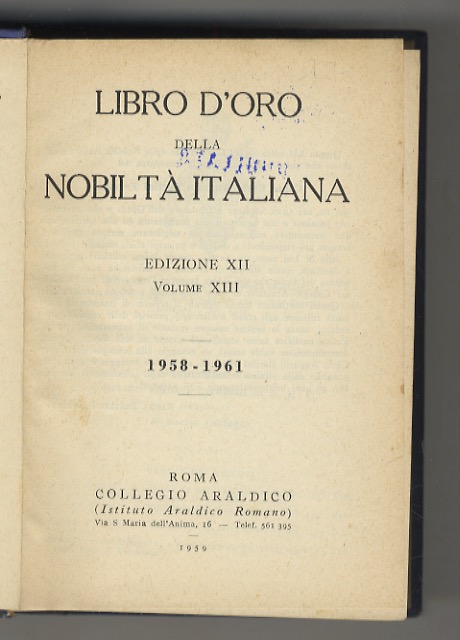 LIBRO D'ORO
DELLA
NOBILTÀ ITALIANA
EDIZIONE XII
VOLUME XIII
1958-1961
ROMA
COLLEGIO ARALDICO
(Istituto Araldico Romano)
Via S Maria dell'Anima, 16 — Telef. 561 395
1959